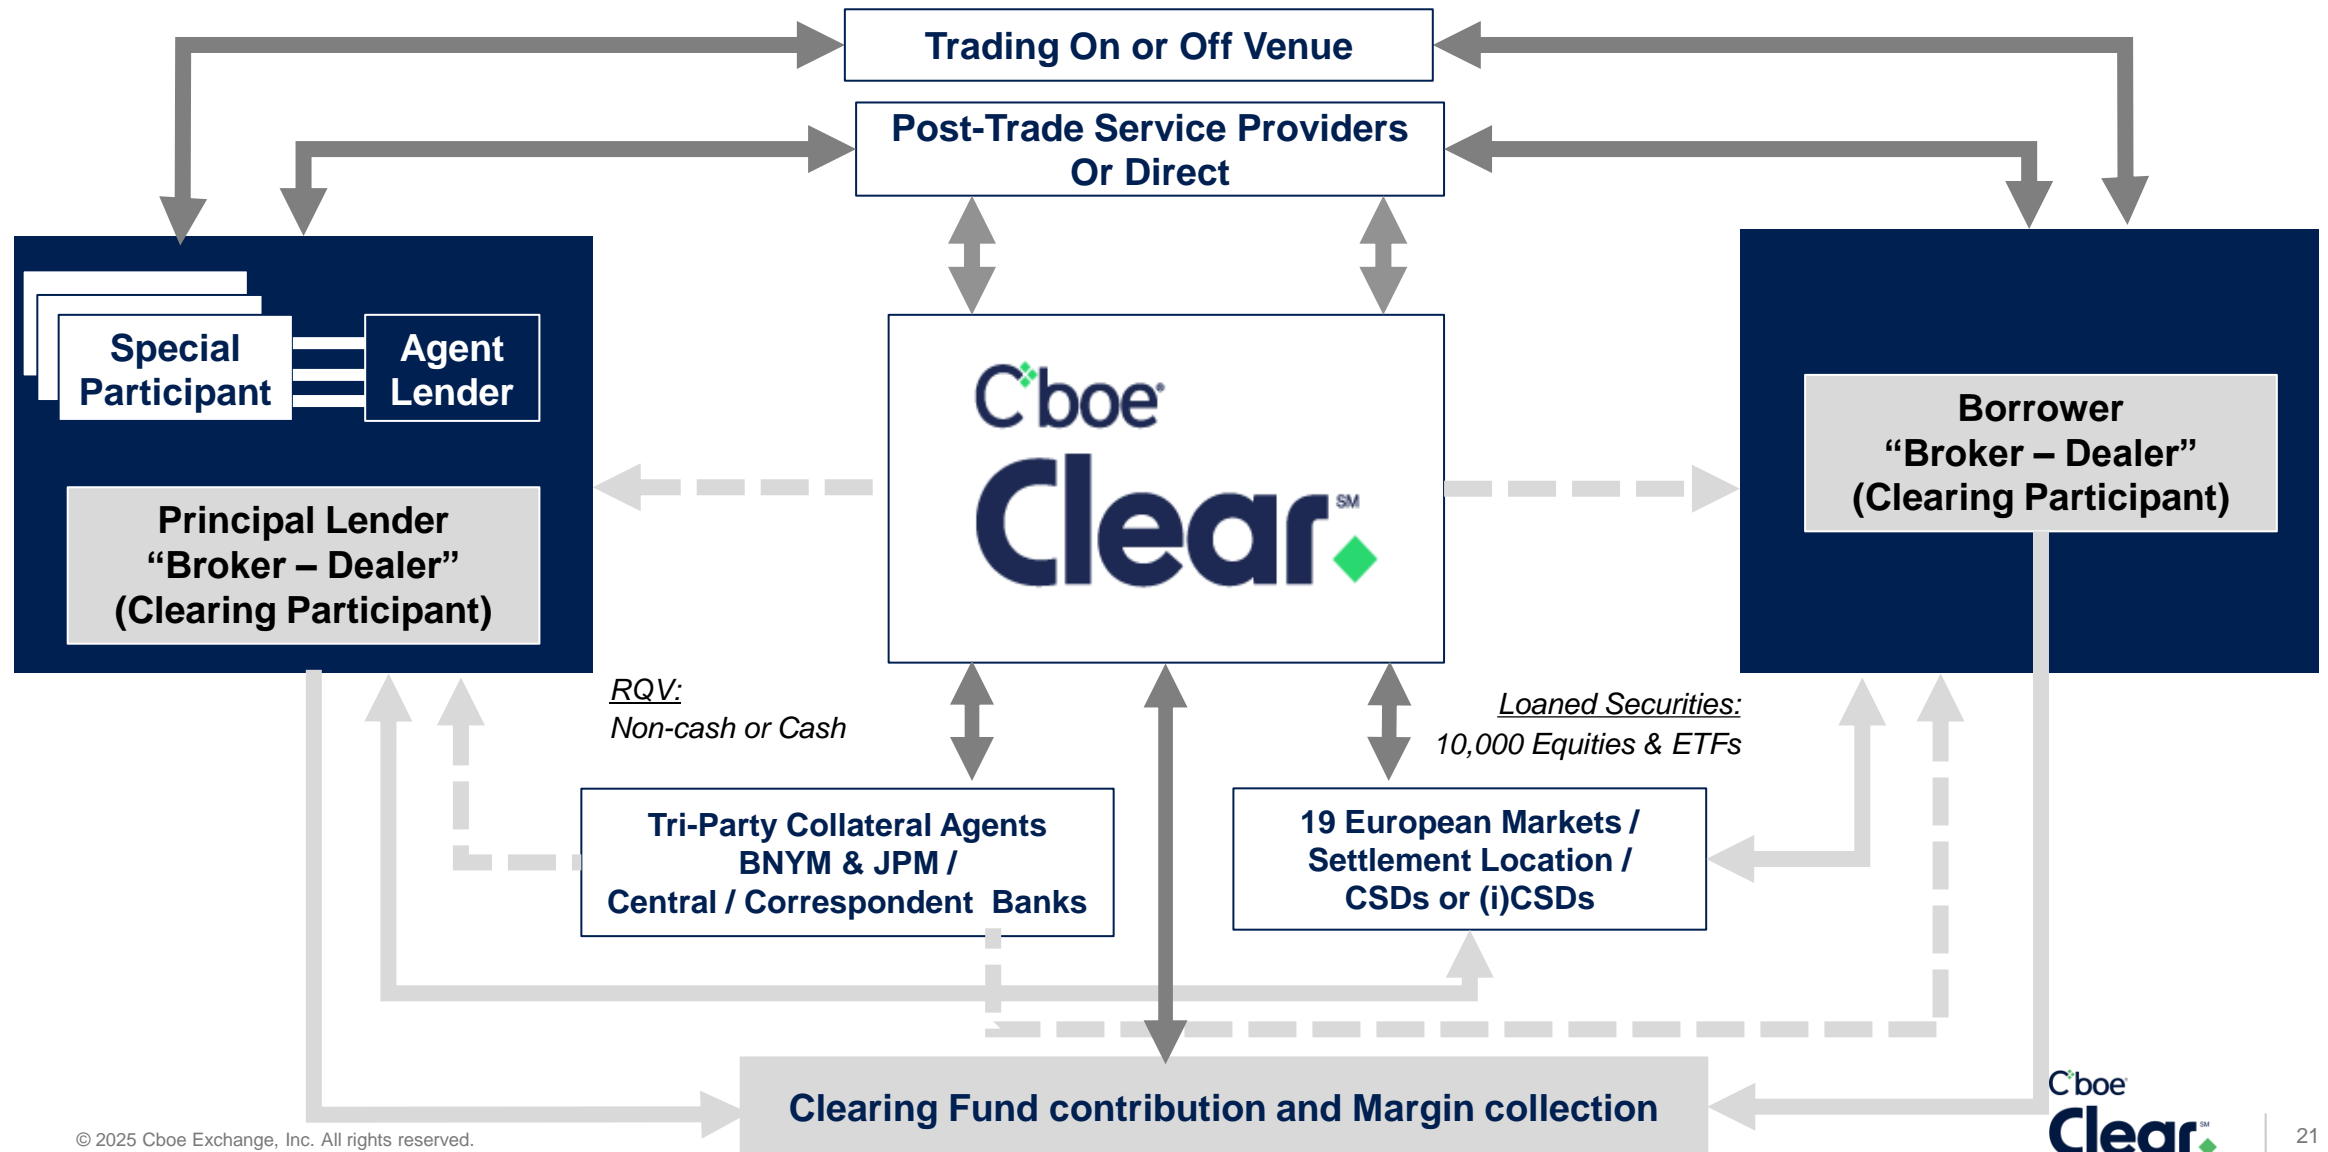 Trading On or Off Venue
Post-Trade Service Providers
Or Direct
Special
Participant
Agent
Lender
Principal Lender
“Broker – Dealer”
(Clearing Participant)
Cboe®
Clear℠
Borrower
“Broker – Dealer”
(Clearing Participant)
RQV:
Non-cash or Cash
Loaned Securities:
10,000 Equities & ETFs
Tri-Party Collateral Agents
BNYM & JPM /
Central / Correspondent  Banks
19 European Markets /
Settlement Location /
CSDs or (i)CSDs
Clearing Fund contribution and Margin collection
© 2025 Cboe Exchange, Inc. All rights reserved.
Cboe®
Clear℠
21